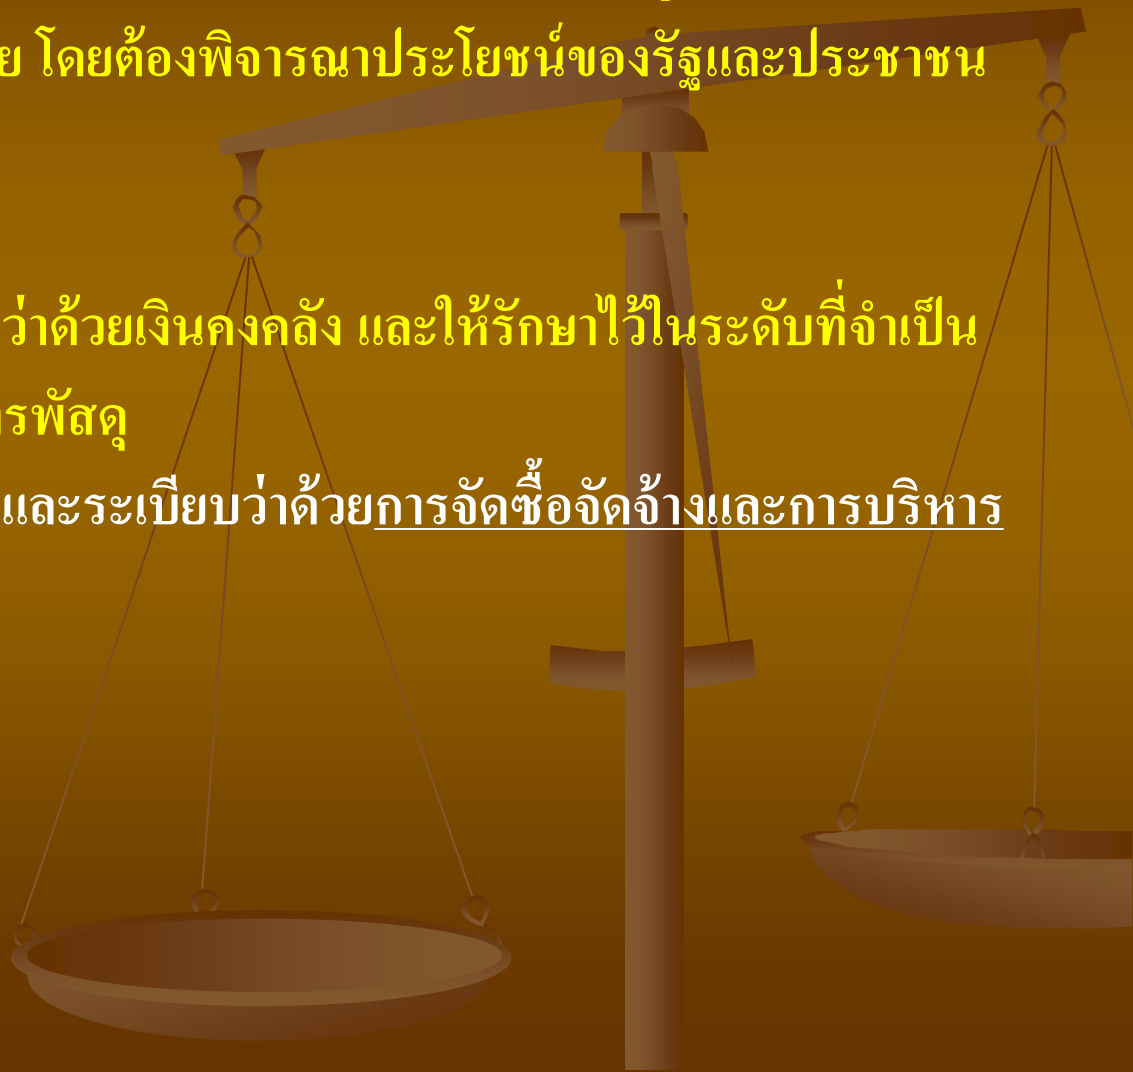 ย โดยต้องพิจารณาประโยชน์ของรัฐและประชาชน
ว่าด้วยเงินคงคลัง และให้รักษาไว้ในระดับที่จำเป็น
ารพัสดุ
และระเบียบว่าด้วยการจัดซื้อจัดจ้างและการบริหาร